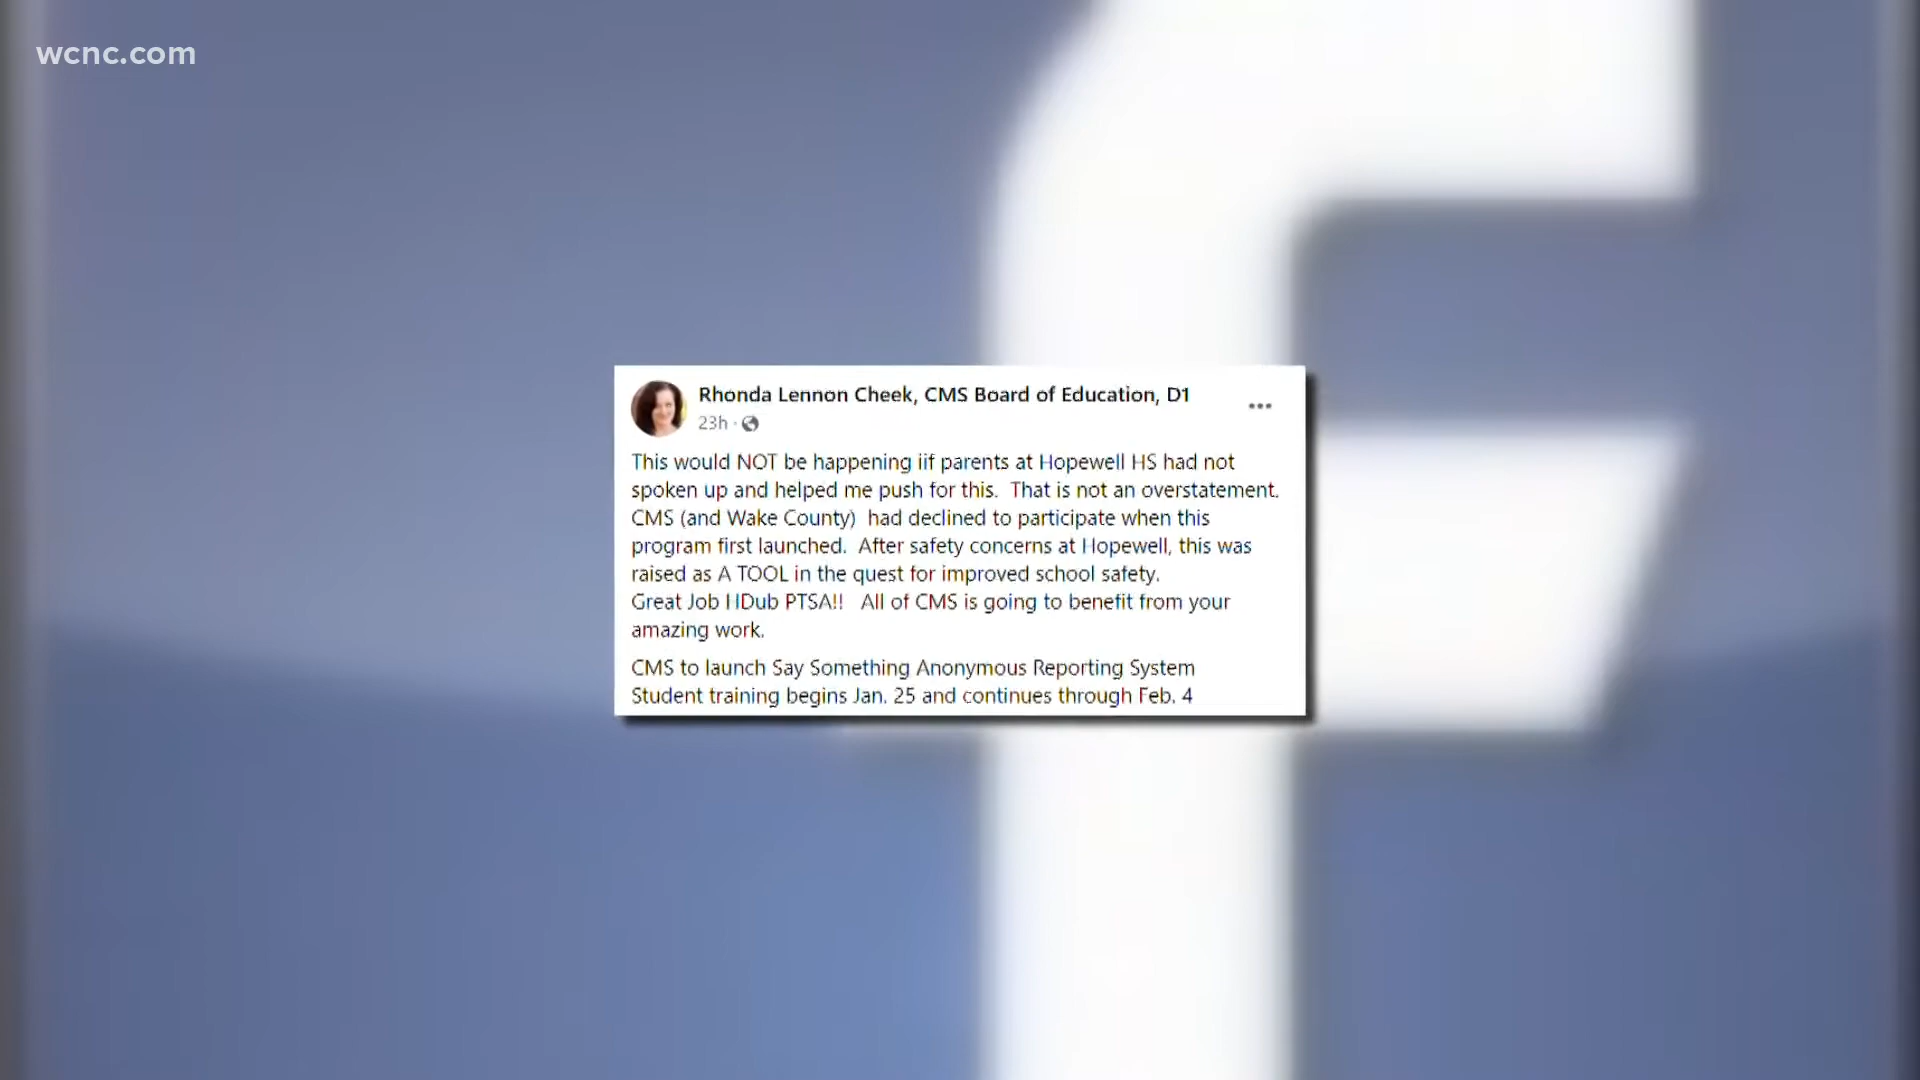 wcnc.com
Rhonda Lennon Cheek, CMS Board of Education, D1
23h ·
This would NOT be happening iif parents at Hopewell HS had not
spoken up and helped me push for this. That is not an overstatement.
CMS (and Wake County) had declined to participate when this
program first launched. After safety concerns at Hopewell, this was
raised as A TOOL in the quest for improved school safety.
Great Job HDub PTSA!! All of CMS is going to benefit from your
amazing work.
CMS to launch Say Something Anonymous Reporting System
Student training begins Jan. 25 and continues through Feb. 4